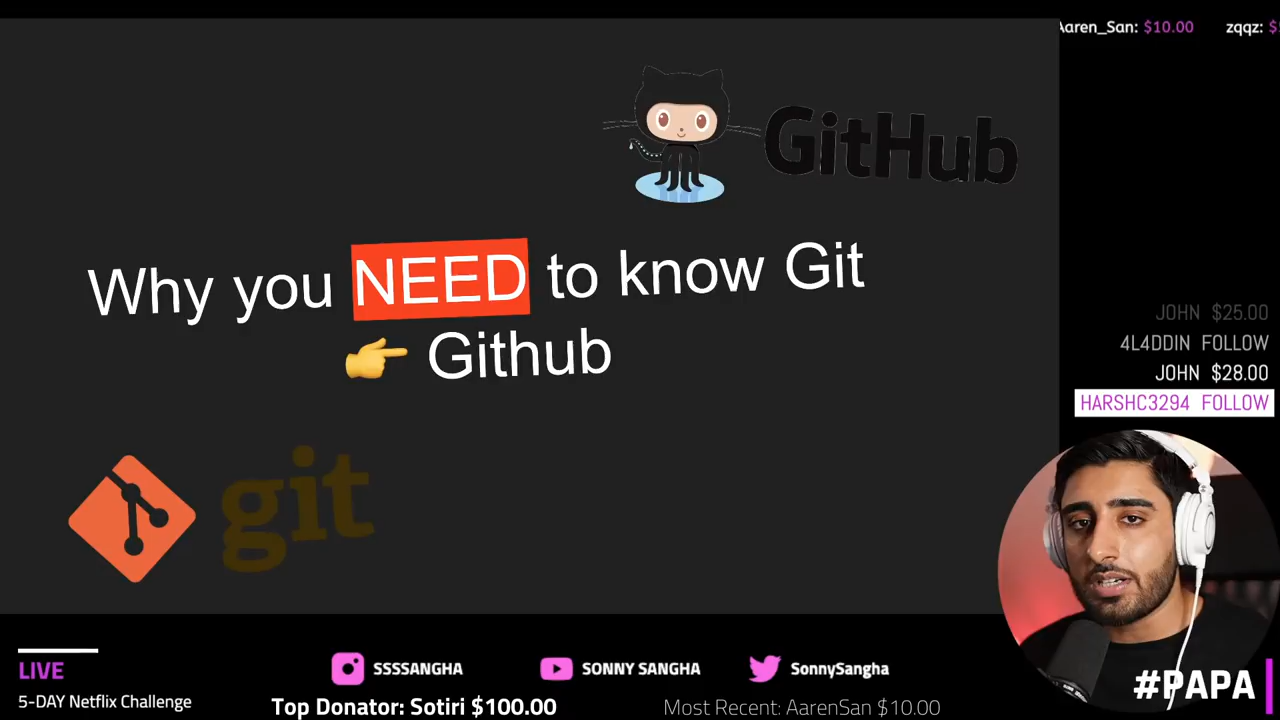 Aaren_San: $10.00 zqqz: $
GitHub
Why you NEED to know Git
👉 Github
git
JOHN $25.00
4L4DDIN FOLLOW
JOHN $28.00
HARSHC3294 FOLLOW
LIVE
5-DAY Netflix Challenge
SSSSANGHA
SONNY SANGHA
SonnySangha
Top Donator: Sotiri $100.00
Most Recent: AarenSan $10.00
#PAPA